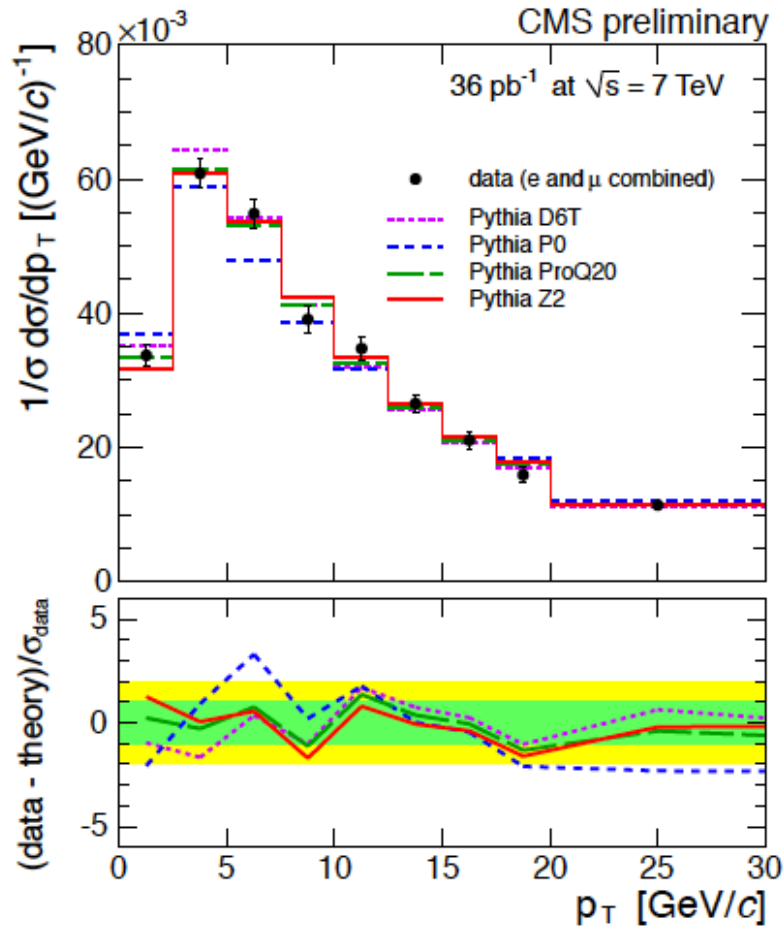 CMS preliminary
×10⁻³
36 pb⁻¹ at √s = 7 TeV
1/σ dσ/dp_T [(GeV/c)⁻¹]
80
60
40
20
0
data (e and μ combined)
Pythia D6T
Pythia P0
Pythia ProQ20
Pythia Z2
(data - theory)/σ_data
5
0
-5
0 5 10 15 20 25 30
p_T [GeV/c]